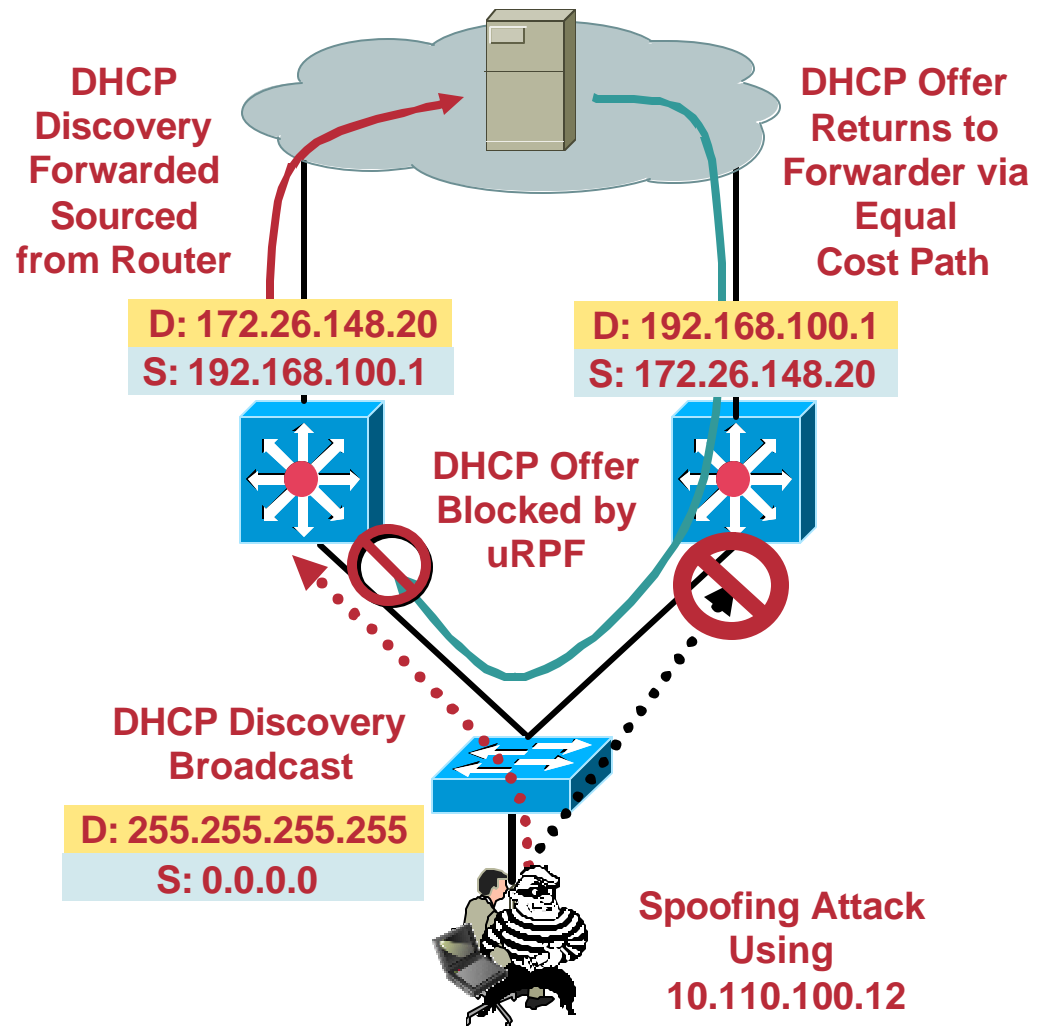 DHCP
Discovery
Forwarded
Sourced
from Router
DHCP Offer
Returns to
Forwarder via
Equal
Cost Path
D: 172.26.148.20
S: 192.168.100.1
D: 192.168.100.1
S: 172.26.148.20
DHCP Offer
Blocked by
uRPF
DHCP Discovery
Broadcast
D: 255.255.255.255
S: 0.0.0.0
Spoofing Attack
Using
10.110.100.12